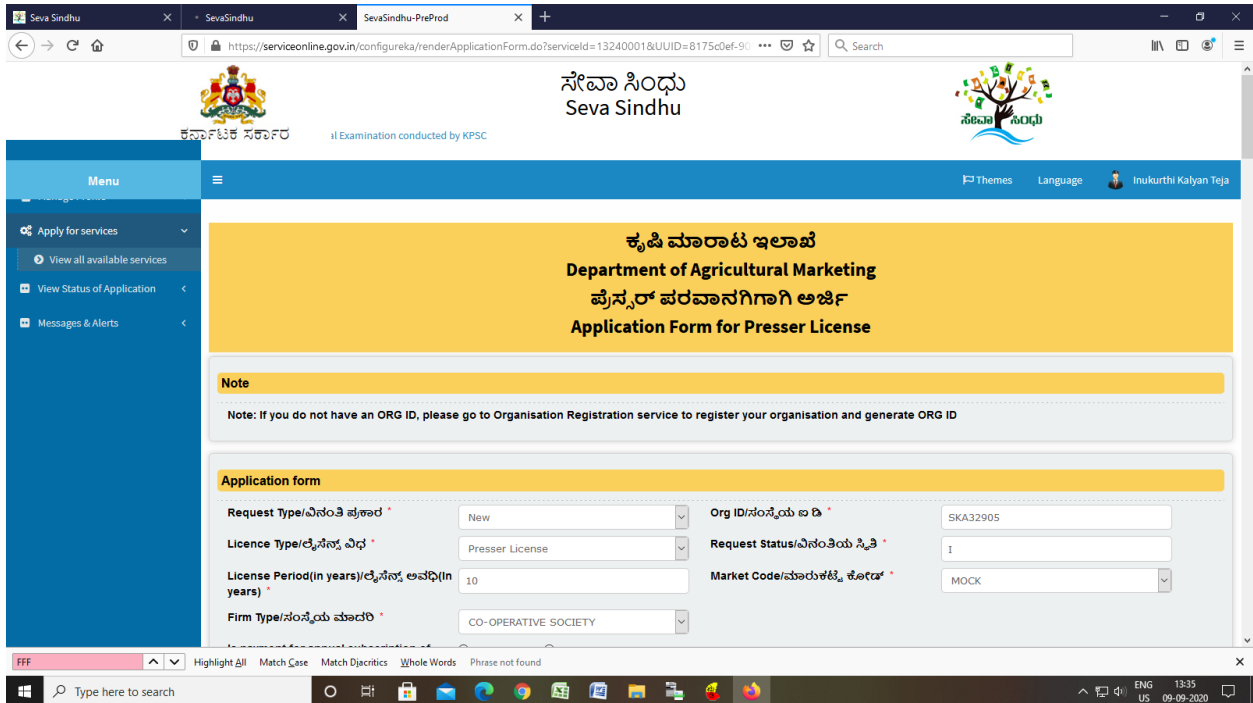 Seva Sindhu
SevaSindhu
SevaSindhu-PreProd
https://serviceonline.gov.in/configureka/renderApplicationForm.do?serviceId=13240001&UUID=8175c0ef-90
Search
ಕರ್ನಾಟಕ ಸರ್ಕಾರ
al Examination conducted by KPSC
ಸೇವಾ ಸಿಂಧು
Seva Sindhu
ಸೇವಾ ಸಿಂಧು
Menu
Themes
Language
Inukurthi Kalyan Teja
Apply for services
View all available services
View Status of Application
Messages & Alerts
ಕೃಷಿ ಮಾರಾಟ ಇಲಾಖೆ
Department of Agricultural Marketing
ಪ್ರೆಸ್ಸರ್ ಪರವಾನಗಿಗಾಗಿ ಅರ್ಜಿ
Application Form for Presser License
Note
Note: If you do not have an ORG ID, please go to Organisation Registration service to register your organisation and generate ORG ID
Application form
Request Type/ವಿನಂತಿ ಪ್ರಕಾರ *
New
Org ID/ಸಂಸ್ಥೆಯ ಐ ಡಿ *
SKA32905
Licence Type/ಲೈಸೆನ್ಸ್ ವಿಧ *
Presser License
Request Status/ವಿನಂತಿಯ ಸ್ಥಿತಿ *
I
License Period(in years)/ಲೈಸೆನ್ಸ್ ಅವಧಿ(In
years) *
10
Market Code/ಮಾರುಕಟ್ಟೆ ಕೋಡ್ *
MOCK
Firm Type/ಸಂಸ್ಥೆಯ ಮಾದರಿ *
CO-OPERATIVE SOCIETY
Is payment for annual subscription of
FFF
Highlight All
Match Case
Match Diacritics
Whole Words
Phrase not found
Type here to search
ENG
US
13:35
09-09-2020